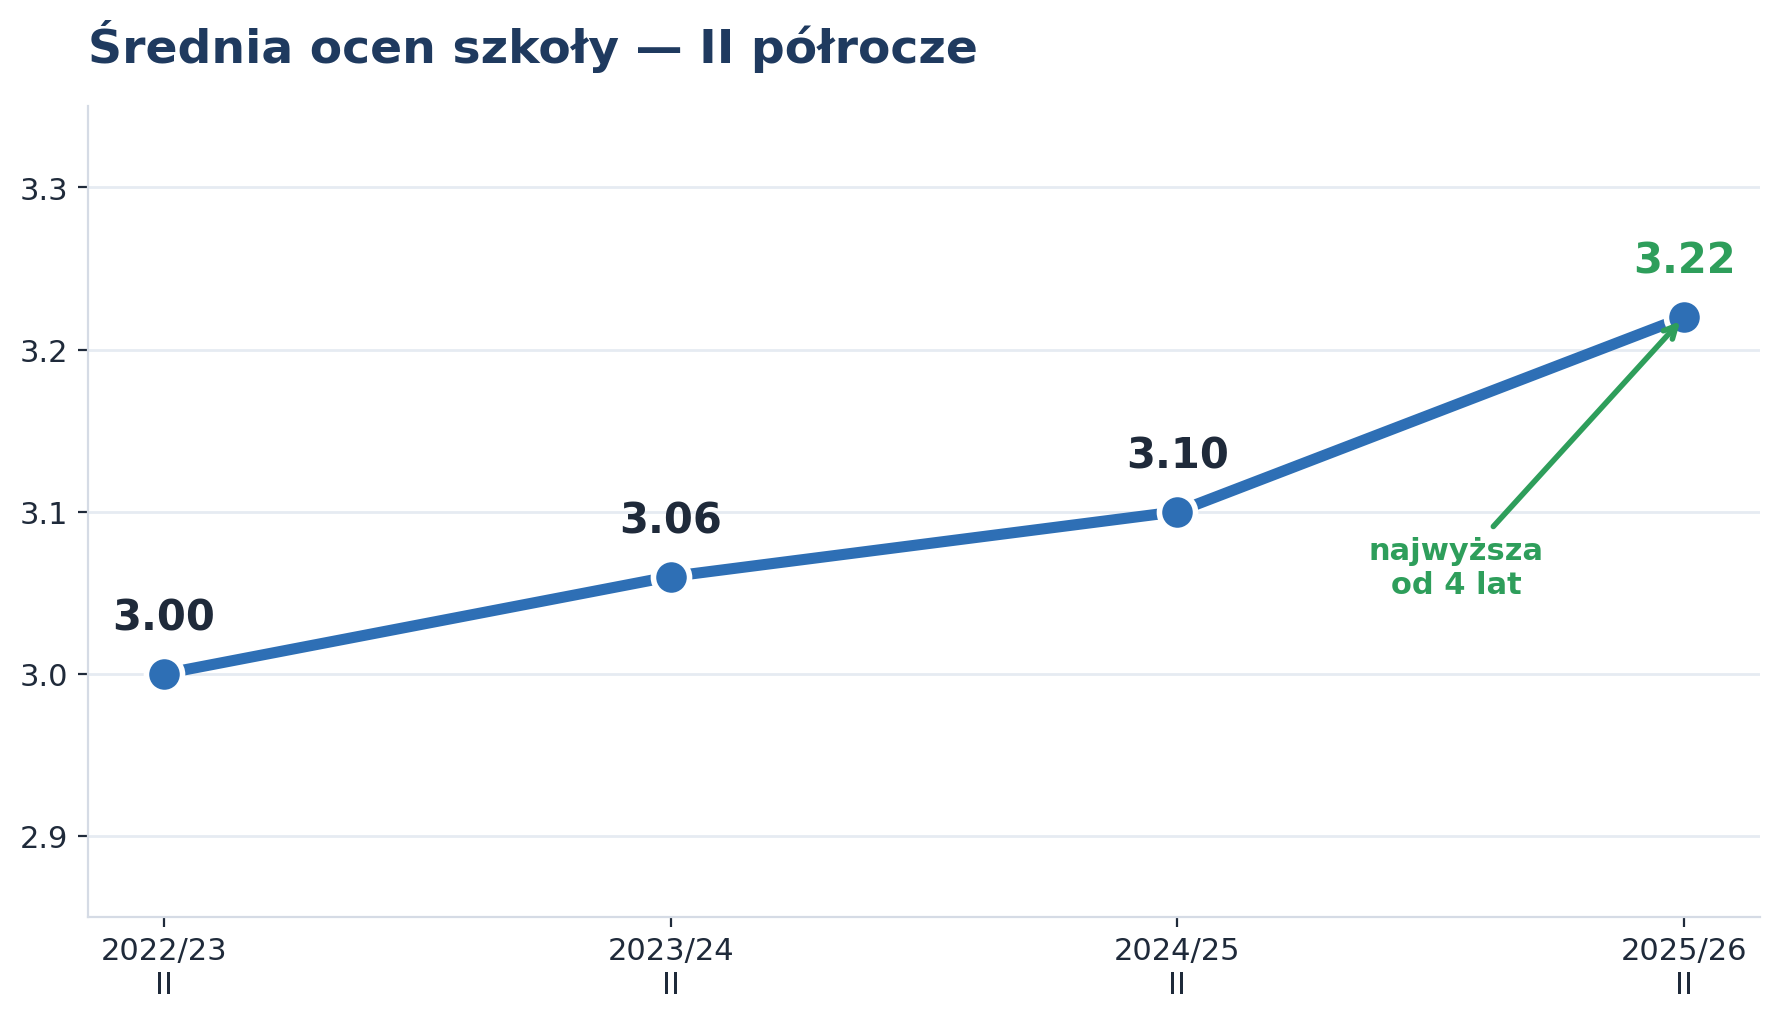 Średnia ocen szkoły — II półrocze
3.3
3.2
3.1
3.0
2.9
3.00
3.06
3.10
3.22
najwyższa
od 4 lat
2022/23
II
2023/24
II
2024/25
II
2025/26
II